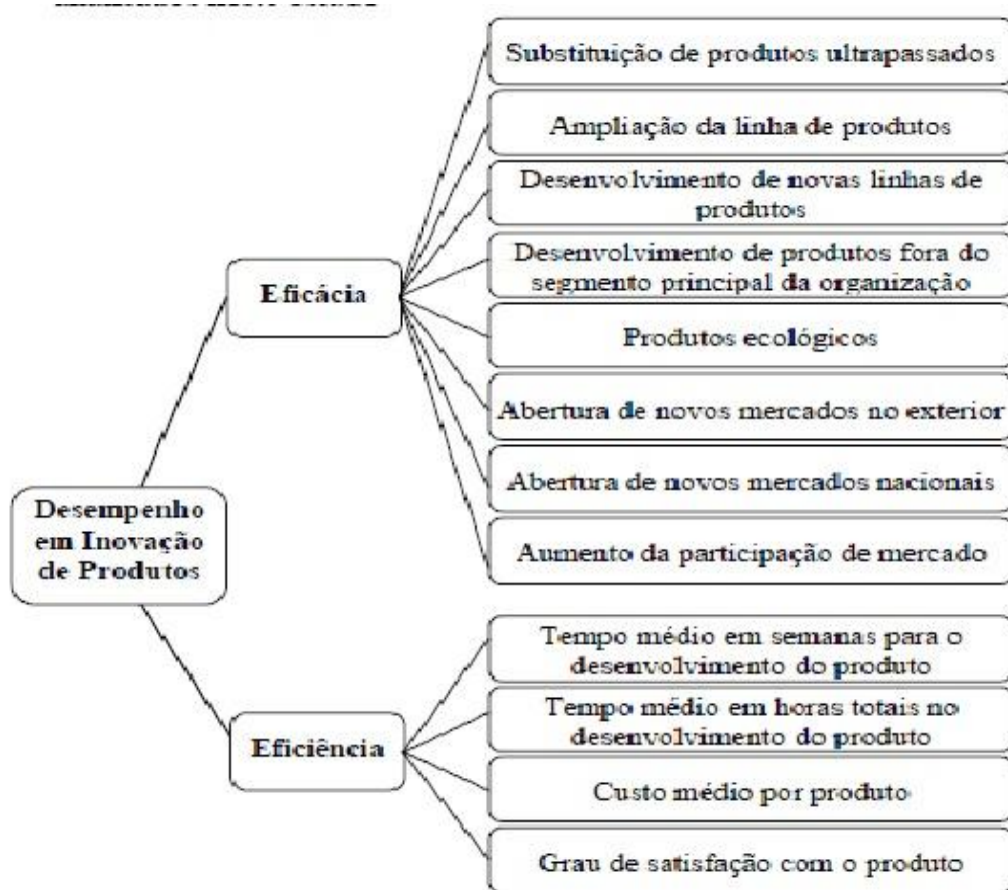 Substituição de produtos ultrapassados
Ampliação da linha de produtos
Desenvolvimento de novas linhas de
produtos
Desenvolvimento de produtos fora do
segmento principal da organização
Eficácia
Produtos ecológicos
Abertura de novos mercados no exterior
Abertura de novos mercados nacionais
Aumento da participação de mercado
Desempenho
em Inovação
de Produtos
Tempo médio em semanas para o
desenvolvimento do produto
Tempo médio em horas totais no
desenvolvimento do produto
Eficiência
Custo médio por produto
Grau de satisfação com o produto